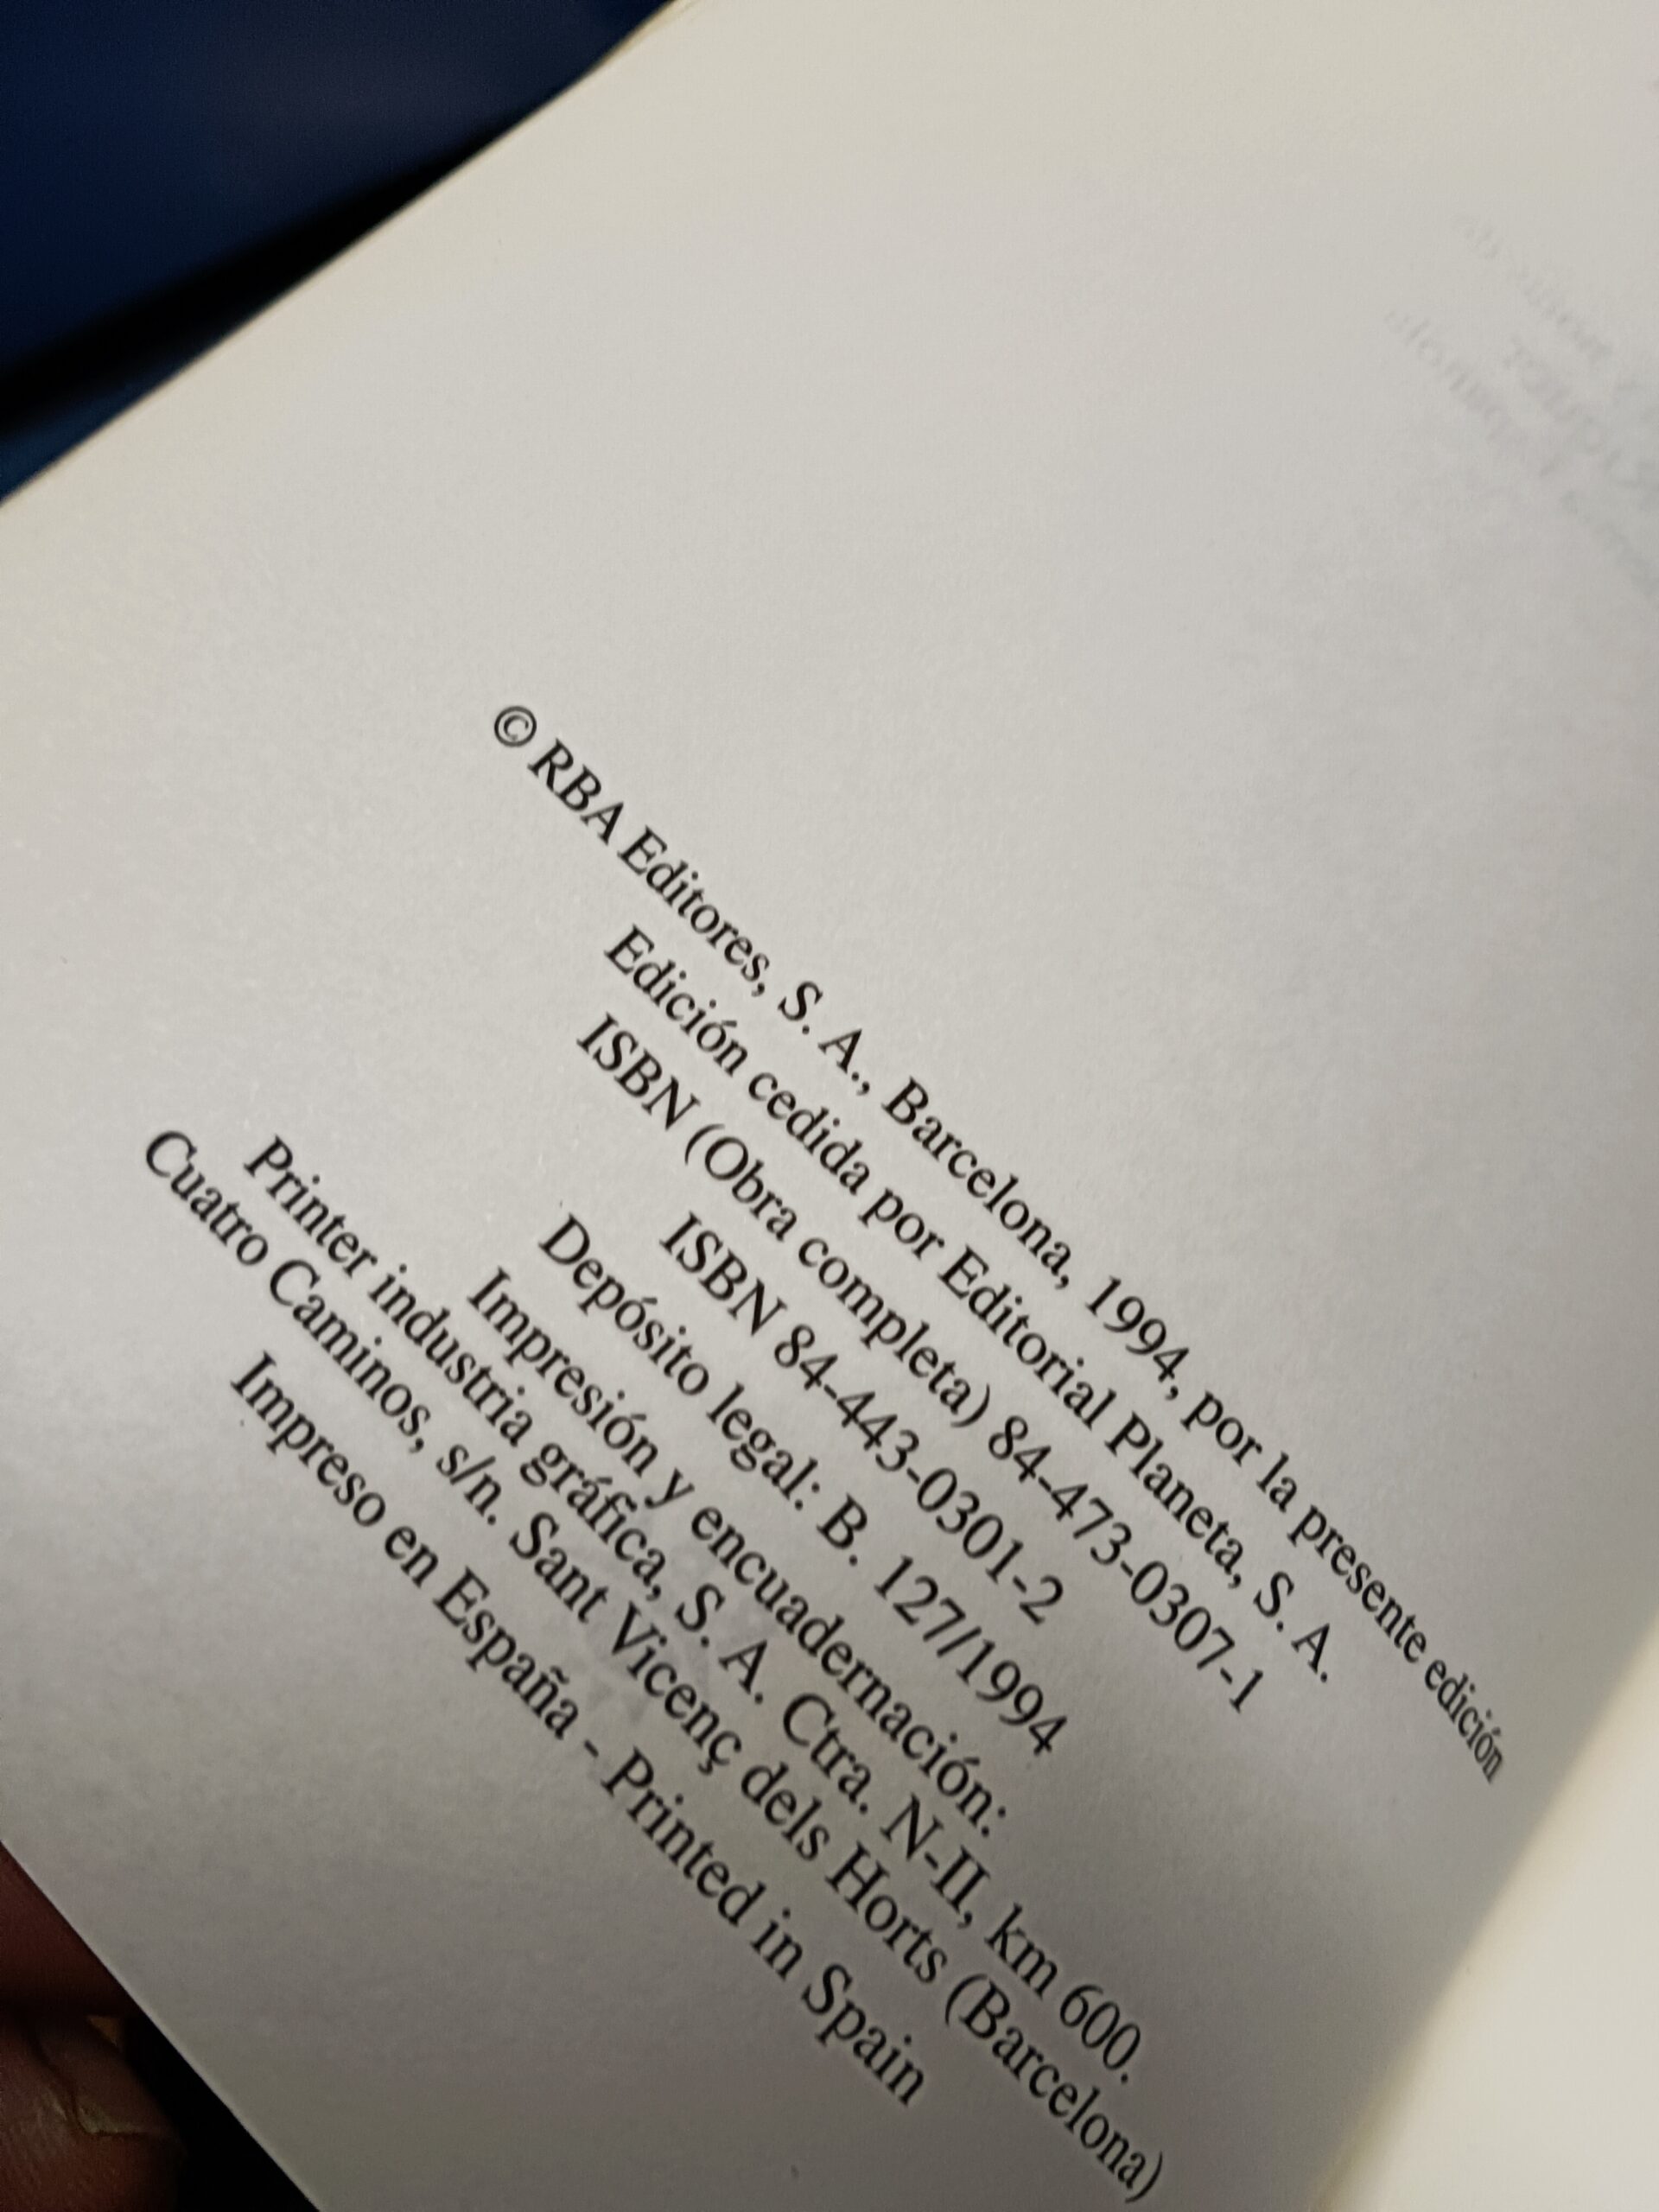 © RBA Editores, S. A., Barcelona, 1994, por la presente edición
Edición cedida por Editorial Planeta, S. A.
ISBN (Obra completa) 84-473-0307-1
ISBN 84-443-0301-2
Depósito legal: B. 127/1994
Impresión y encuadernación:
Printer industria gráfica, S. A. Ctra. N-II, km 600.
Cuatro Caminos, s/n. Sant Vicenç dels Horts (Barcelona)
Impreso en España - Printed in Spain